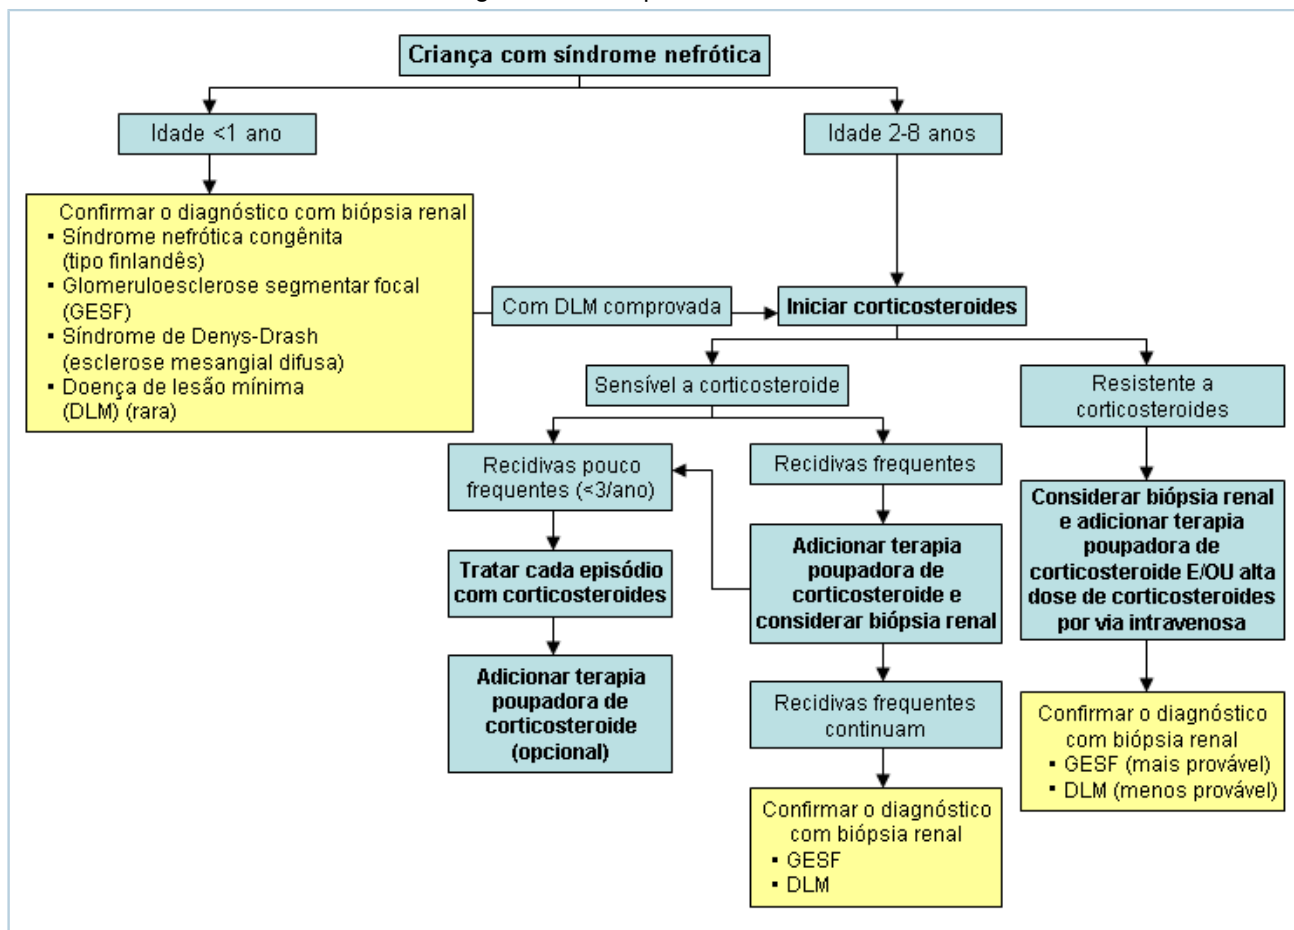 Criança com síndrome nefrótica
Idade <1 ano
Idade 2-8 anos
Confirmar o diagnóstico com biópsia renal
▪ Síndrome nefrótica congênita
(tipo finlandês)
▪ Glomeruloesclerose segmentar focal
(GESF)
▪ Síndrome de Denys-Drash
(esclerose mesangial difusa)
▪ Doença de lesão mínima
(DLM) (rara)
Com DLM comprovada
Iniciar corticosteroides
Sensível a corticosteroide
Resistente a
corticosteroides
Recidivas pouco
frequentes (<3/ano)
Recidivas frequentes
Tratar cada episódio
com corticosteroides
Adicionar terapia
poupadora de
corticosteroide
(opcional)
Adicionar terapia
poupadora de
corticosteroide e
considerar biópsia renal
Recidivas frequentes
continuam
Confirmar o diagnóstico
com biópsia renal
▪ GESF
▪ DLM
Considerar biópsia renal
e adicionar terapia
poupadora de
corticosteroide E/OU alta
dose de corticosteroides
por via intravenosa
Confirmar o diagnóstico
com biópsia renal
▪ GESF (mais provável)
▪ DLM (menos provável)